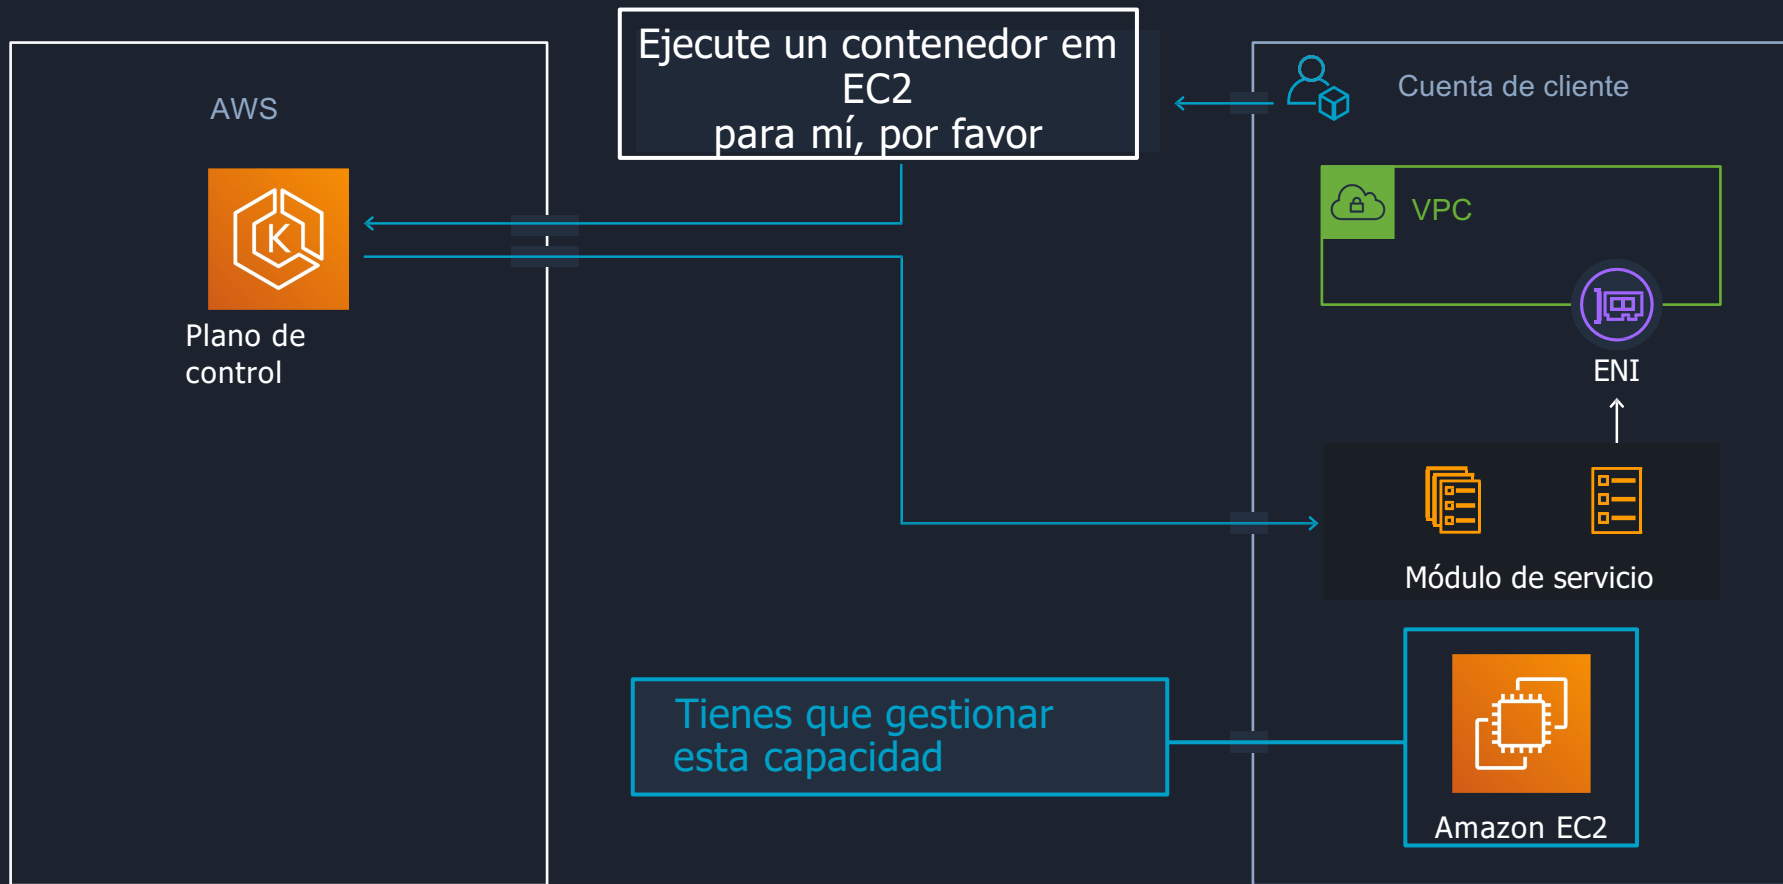 Ejecute un contenedor em
EC2
para mí, por favor
AWS
Cuenta de cliente
VPC
K
Plano de
control
ENI
Módulo de servicio
Tienes que gestionar
esta capacidad
Amazon EC2